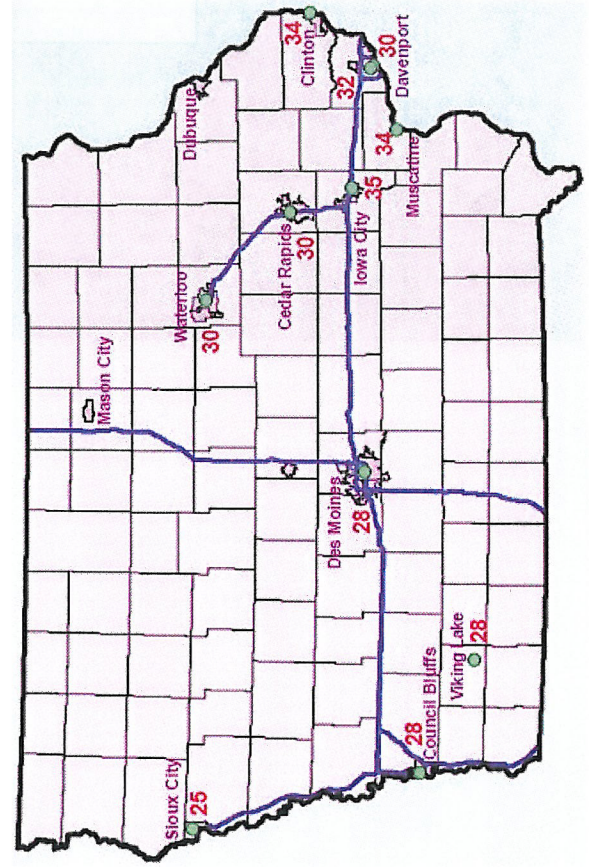 Mason City
Dubuque
Waterloo
30
Sioux City
25
Cedar Rapids
30
Clinton
34
Des Moines
28
Iowa City
35
32
30
Davenport
34
Muscatine
Council Bluffs
28
Viking Lake
28